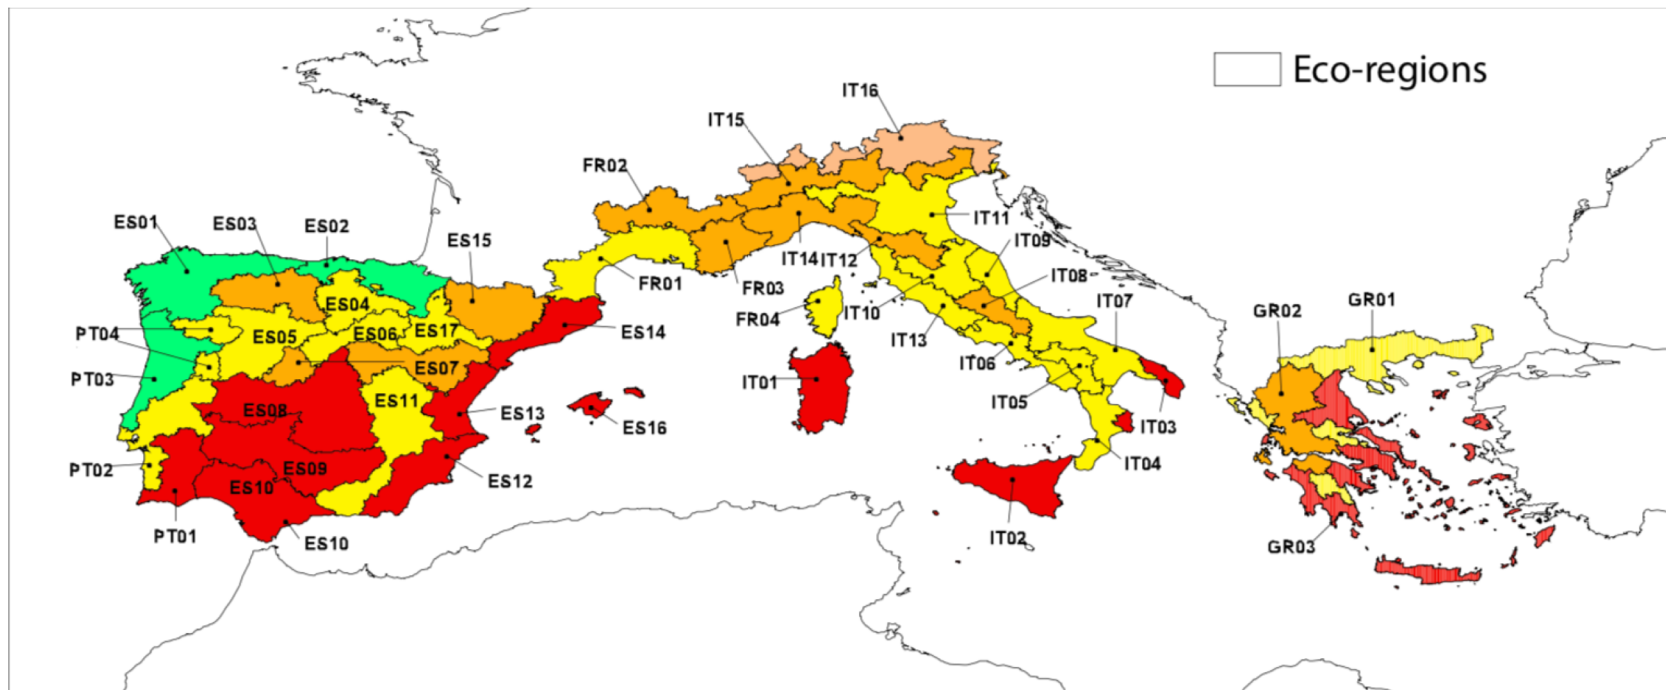 Eco-regions
IT16
IT15
FR02
ES01
ES03
ES02
ES15
IT11
IT09
IT14
IT12
IT08
FR01
FR03
IT07
GR02
GR01
ES04
PT04
ES05
ES06
ES17
ES14
FR04
IT10
IT13
IT06
PT03
ES07
IT01
IT05
ES08
ES11
ES13
ES16
IT03
PT02
ES09
IT04
ES10
ES12
PT01
ES10
IT02
GR03